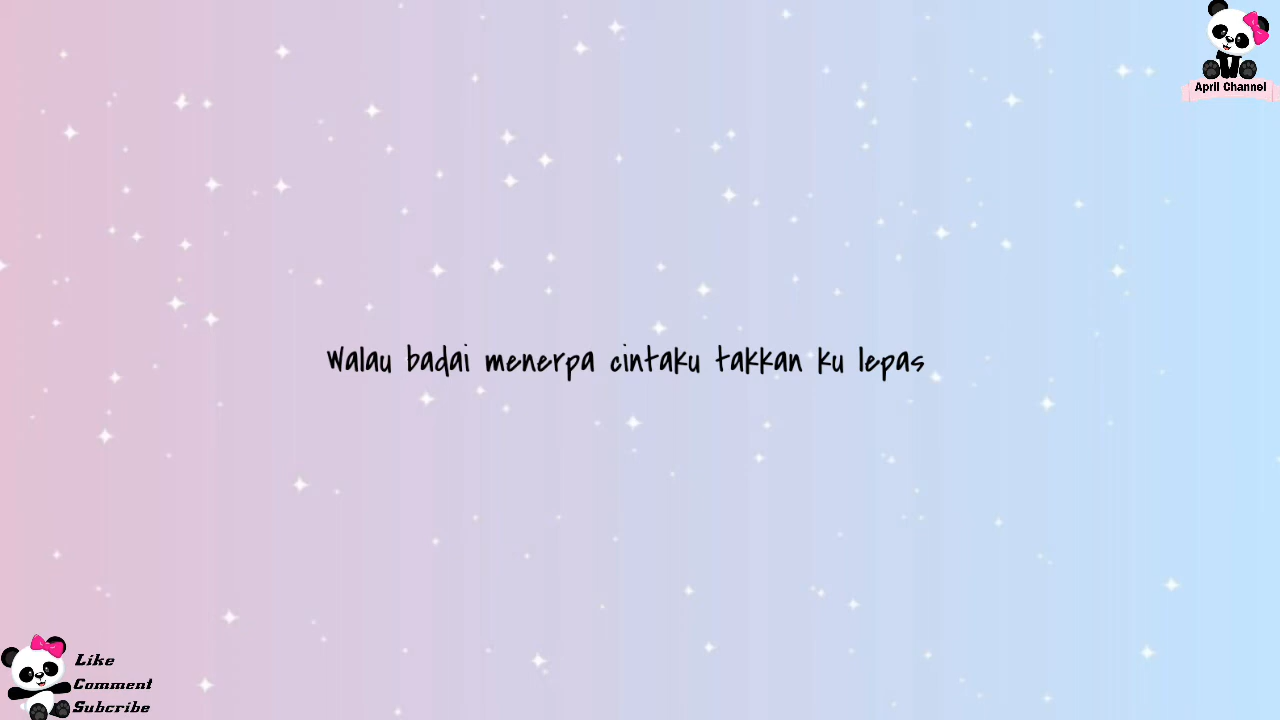 April Channel
Walau badai menerpa cintaku takkan ku lepas
Like
Comment
Subcribe